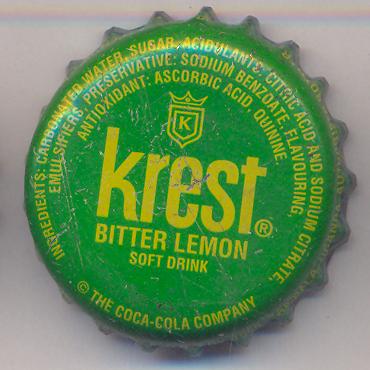 INGREDIENTS: CARBONATED WATER, SUGAR, ACIDULANTS: CITRIC ACID AND SODIUM CITRATE,
EMULSIFIERS, PRESERVATIVE: SODIUM BENZOATE, FLAVOURING,
ANTIOXIDANT: ASCORBIC ACID, QUININE.
K
krest®
BITTER LEMON
SOFT DRINK
© THE COCA-COLA COMPANY